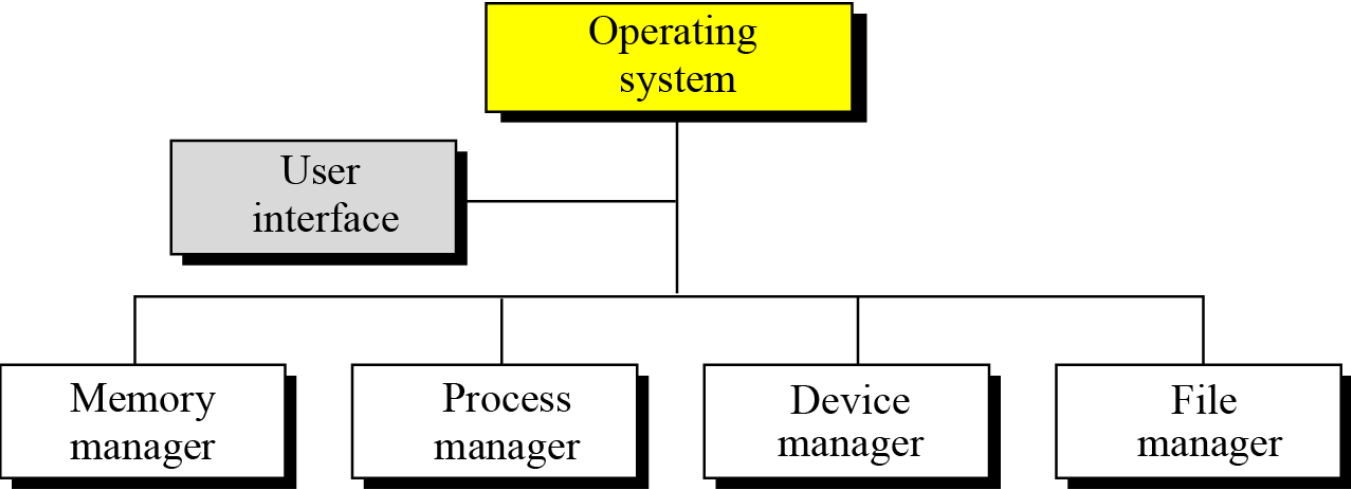 Operating
system
User
interface
Memory
manager
Process
manager
Device
manager
File
manager